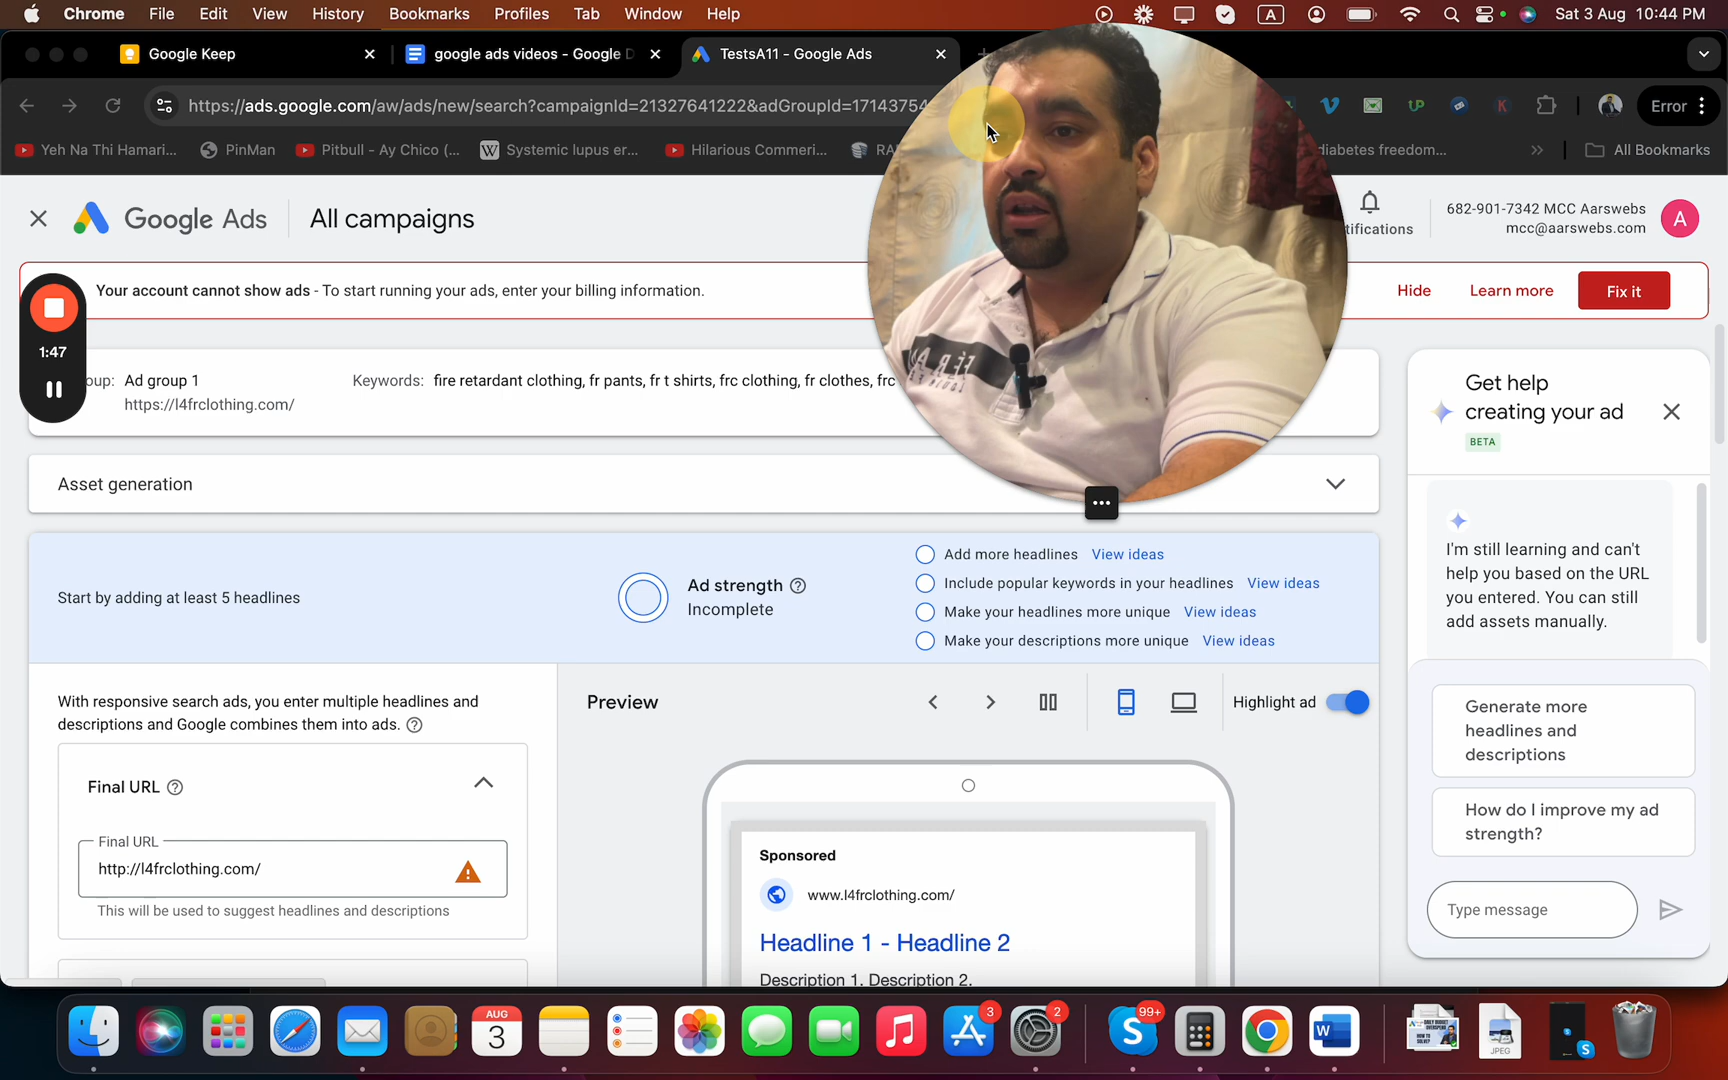 Chrome File Edit View History Bookmarks Profiles Tab Window Help A Sat 3 Aug 10:44 PM
Google Keep google ads videos - Google D TestsA11 - Google Ads
https://ads.google.com/aw/ads/new/search?campaignId=21327641222&adGroupId=17143754 UP K Error
Yeh Na Thi Hamari... PinMan Pitbull - Ay Chico (... W Systemic lupus er... Hilarious Commeri... diabetes freedom... » All Bookmarks
Google Ads All campaigns
682-901-7342 MCC Aarswebs
mcc@aarswebs.com
A
Your account cannot show ads - To start running your ads, enter your billing information. Hide Learn more Fix it
1:47
Ad group 1
https://l4frclothing.com/
Keywords: fire retardant clothing, fr pants, fr t shirts, frc clothing, fr clothes, frc
Asset generation
Start by adding at least 5 headlines
Ad strength
Incomplete
Add more headlines View ideas
Include popular keywords in your headlines View ideas
Make your headlines more unique View ideas
Make your descriptions more unique View ideas
With responsive search ads, you enter multiple headlines and
descriptions and Google combines them into ads.
Final URL
Final URL
http://l4frclothing.com/
This will be used to suggest headlines and descriptions
Preview
Highlight ad
Sponsored
www.l4frclothing.com/
Headline 1 - Headline 2
Description 1. Description 2.
Get help
creating your ad
BETA
I'm still learning and can't
help you based on the URL
you entered. You can still
add assets manually.
Generate more
headlines and
descriptions
How do I improve my ad
strength?
Type message
AUG
3
3
2
99+
S
W
JPEG
S